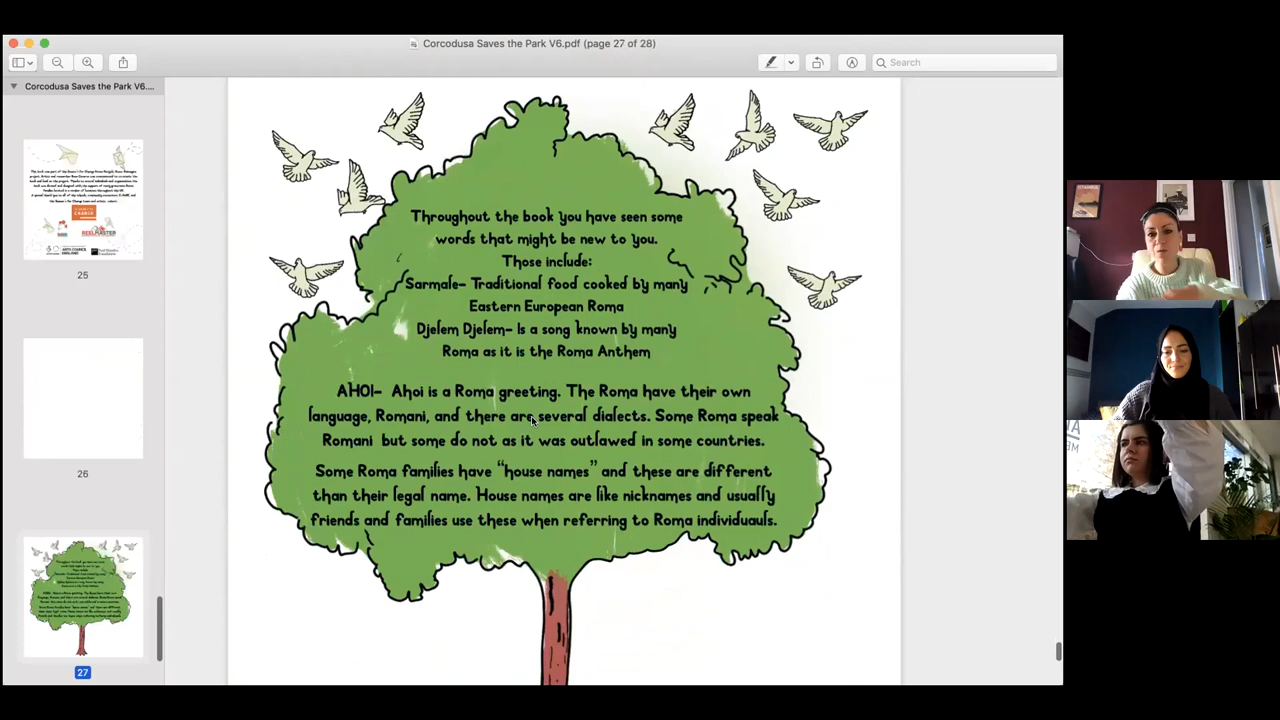 Corcodusa Saves the Park V6.pdf (page 27 of 28)
Search
Corcodusa Saves the Park V6....
25
26
27
Throughout the book you have seen some
words that might be new to you.
Those include:
Sarmale- Traditional food cooked by many
Eastern European Roma
Djelem Djelem- Is a song known by many
Roma as it is the Roma Anthem
AHOI- Ahoi is a Roma greeting. The Roma have their own
language, Romani, and there are several dialects. Some Roma speak
Romani but some do not as it was outlawed in some countries.
Some Roma families have "house names" and these are different
than their legal name. House names are like nicknames and usually
friends and families use these when referring to Roma individauls.